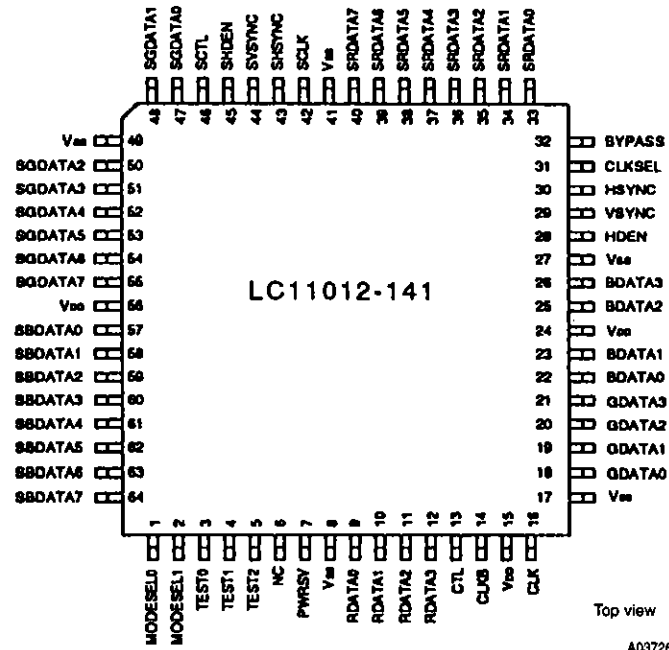 SGDATA1 SGDATA0 SCTL SHDEN SVSYNC SHSYNC SCLK Vss SRDATA7 SRDATA6 SRDATA5 SRDATA4 SRDATA3 SRDATA2 SRDATA1 SRDATA0
48 47 46 45 44 43 42 41 40 39 38 37 36 35 34 33
Vss 49
SGDATA2 50
SGDATA3 51
SGDATA4 52
SGDATA5 53
SGDATA6 54
SGDATA7 55
VDD 56
SBDATA0 57
SBDATA1 58
SBDATA2 59
SBDATA3 60
SBDATA4 61
SBDATA5 62
SBDATA6 63
SBDATA7 64
LC11012-141
32 BYPASS
31 CLKSEL
30 HSYNC
29 VSYNC
28 HDEN
27 Vss
26 BDATA3
25 BDATA2
24 VDD
23 BDATA1
22 BDATA0
21 GDATA3
20 GDATA2
19 GDATA1
18 GDATA0
17 Vss
1 2 3 4 5 6 7 8 9 10 11 12 13 14 15 16
MODESEL0 MODESEL1 TEST0 TEST1 TEST2 NC PWRSV Vss RDATA0 RDATA1 RDATA2 RDATA3 CTL CLKB VDD CLK
Top view
A03726